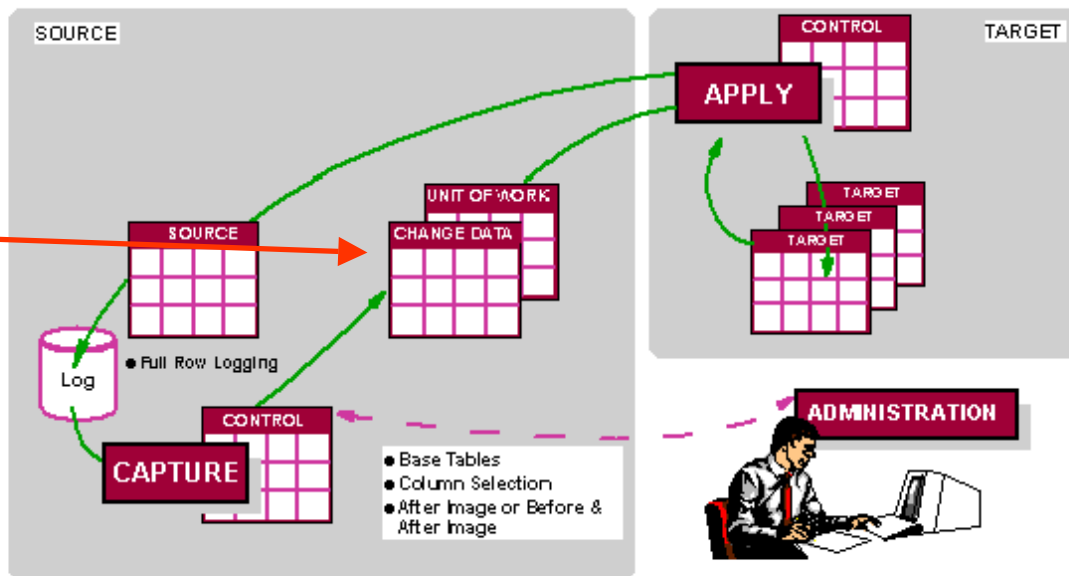 SOURCE
TARGET
CONTROL
APPLY
UNIT OF WORK
TARGET
TARGET
SOURCE
CHANGE DATA
TARGET
● Full Row Logging
Log
CONTROL
ADMINISTRATION
CAPTURE
● Base Tables
● Column Selection
● After Image or Before &
After Image